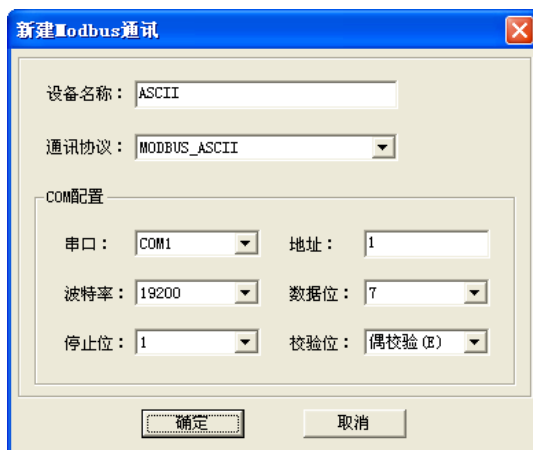 新建Modbus通讯
设备名称： ASCII
通讯协议： MODBUS_ASCII
COM配置
串口： COM1 地址： 1
波特率： 19200 数据位： 7
停止位： 1 校验位： 偶校验(E)
确定 取消